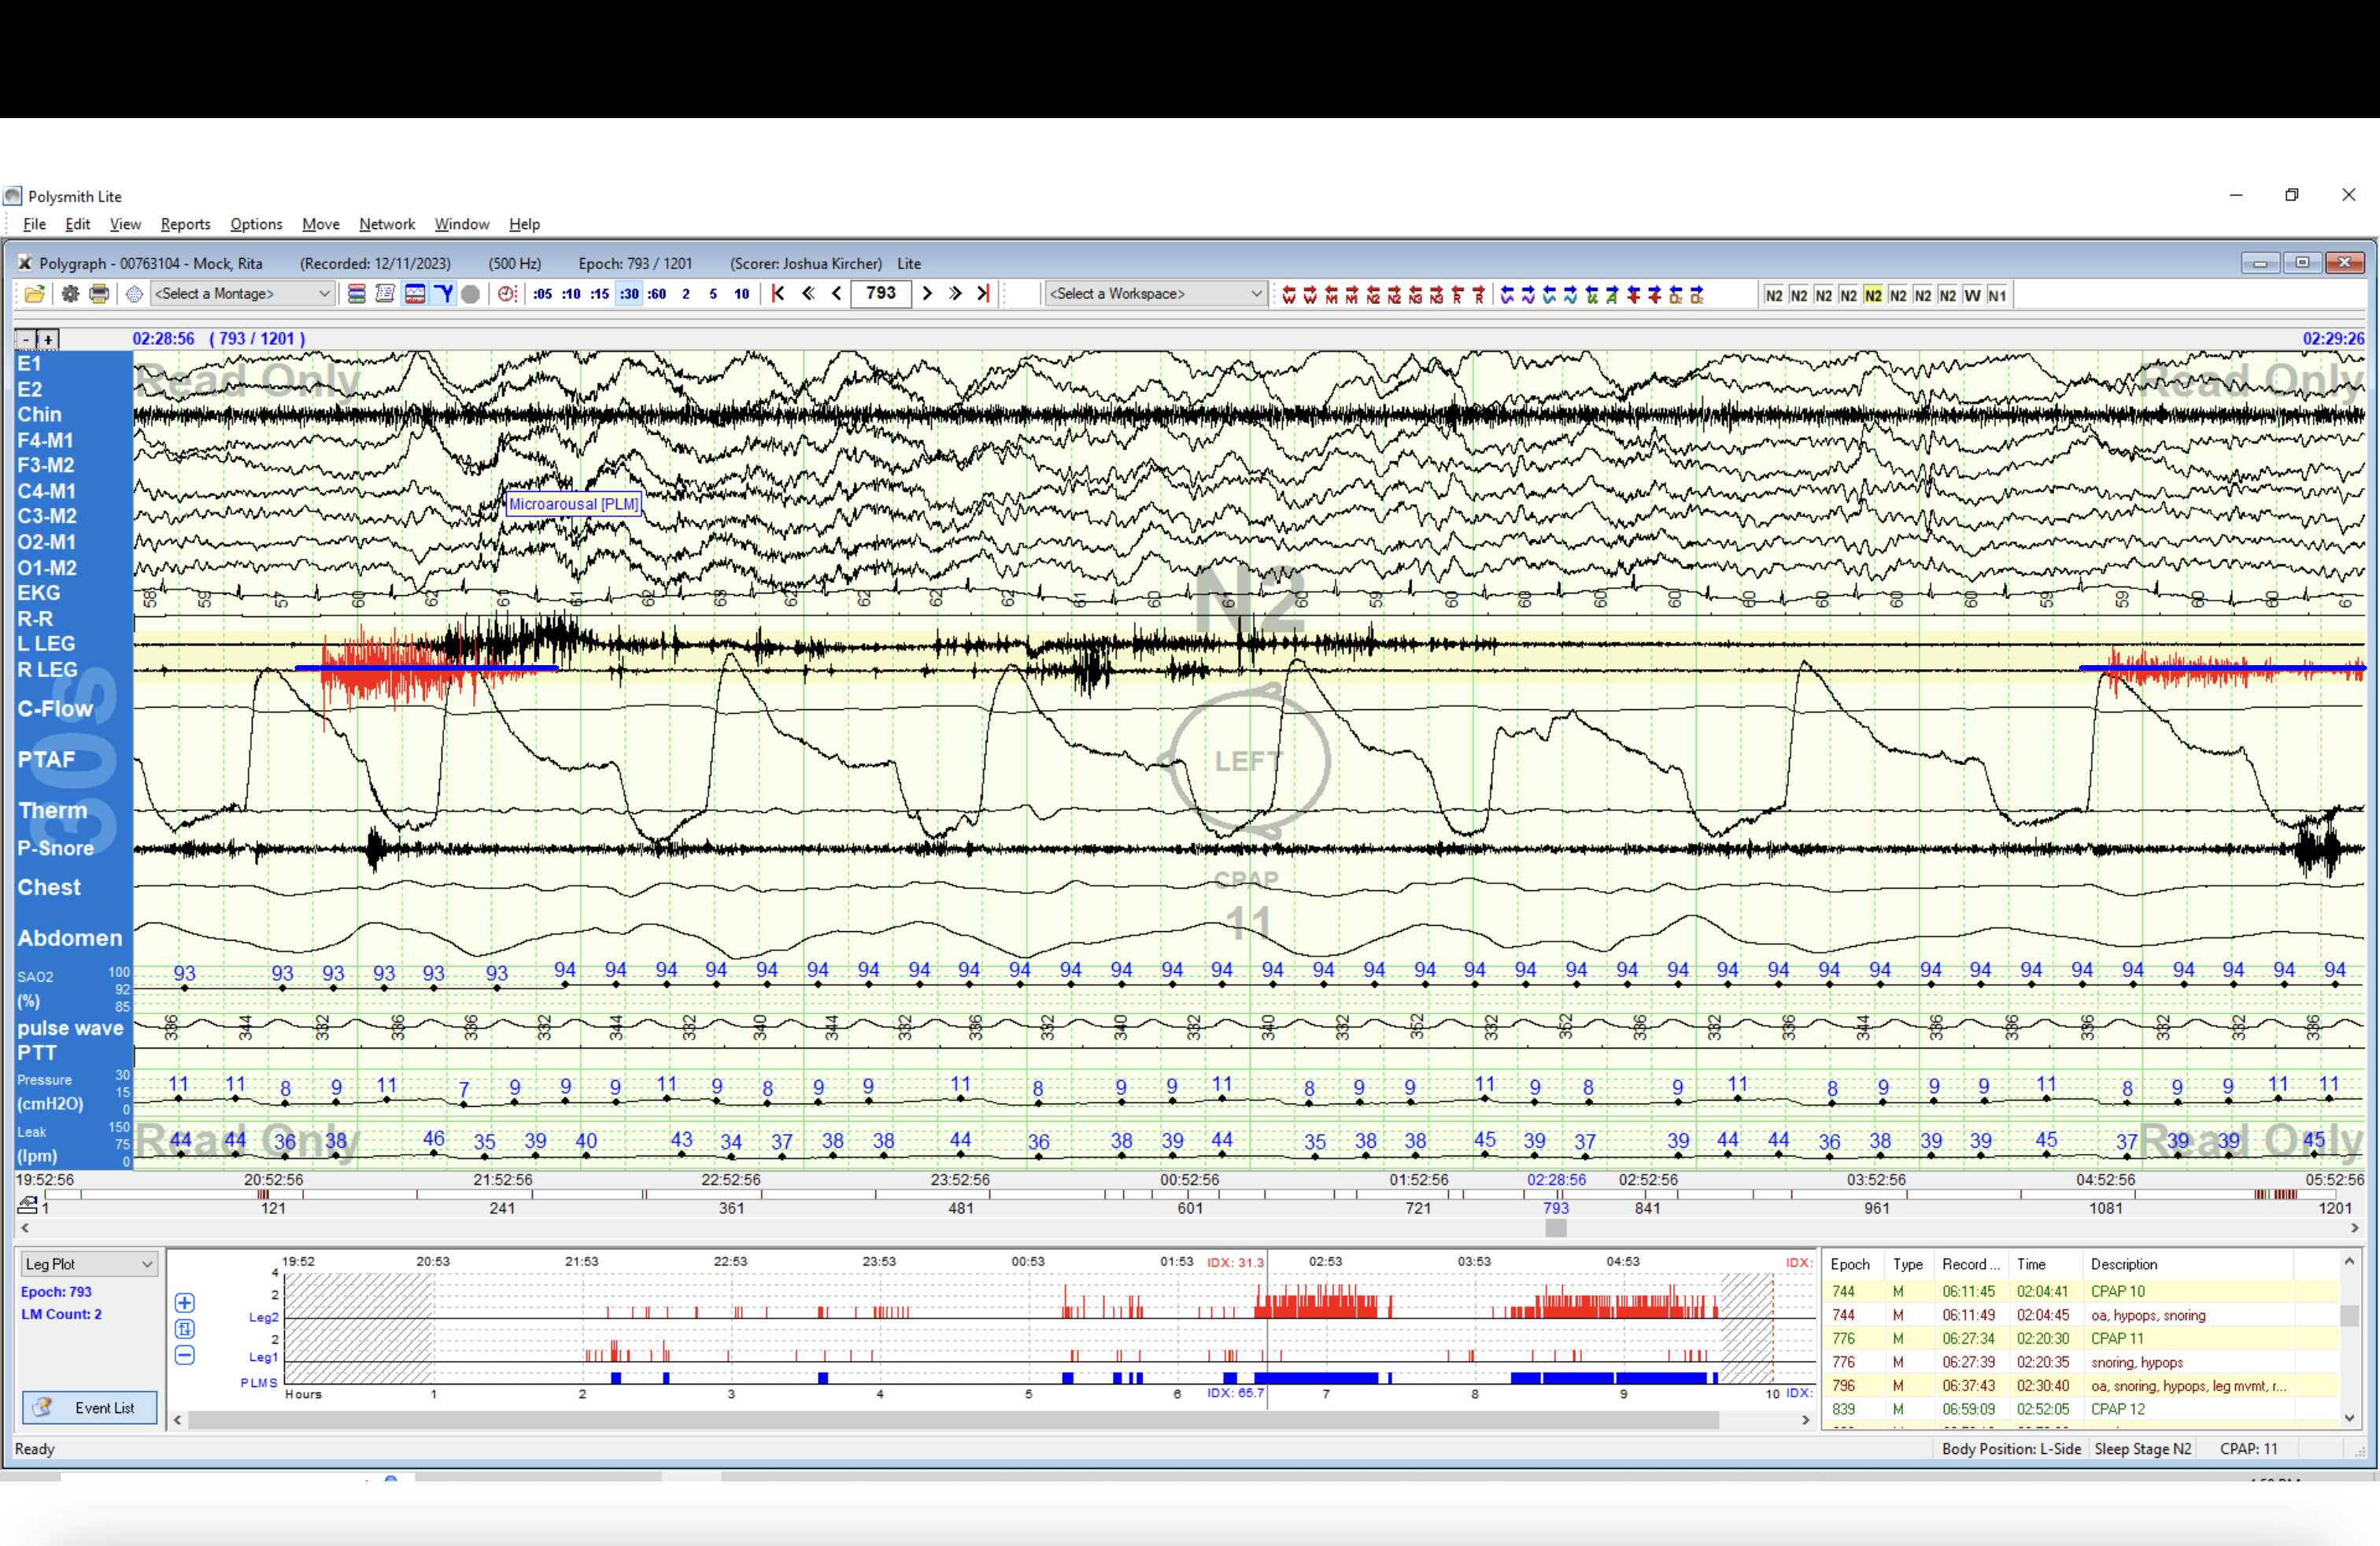 Polysmith Lite
File Edit View Reports Options Move Network Window Help
Polygraph - 00763104 - Mock, Rita (Recorded: 12/11/2023) (500 Hz) Epoch: 793 / 1201 (Scorer: Joshua Kircher) Lite
<Select a Montage> :05 :10 :15 :30 :60 2 5 10 793 <Select a Workspace> N2 N2 N2 N2 N2 N2 N2 N2 W N1
- + 02:28:56 ( 793 / 1201 ) 02:29:26
Read Only Read Only
E1
E2
Chin
F4-M1
F3-M2
C4-M1
Microarousal [PLM]
C3-M2
O2-M1
O1-M2
N2
EKG
58 59 57 60 62 61 61 62 63 62 62 62 62 61 60 61 60 59 60 60 60 60 60 60 60 60 59 59 60 60 6
R-R
L LEG
R LEG
30s
C-Flow
PTAF
LEFT
Therm
P-Snore
Chest
CPAP
11
Abdomen
SAO2 100 93 93 93 93 93 93 94 94 94 94 94 94 94 94 94 94 94 94 94 94 94 94 94 94 94 94 94 94 94 94 94 94 94 94 94 94 94 94 94 94 94 94
92
(%) 85
pulse wave 336 344 332 336 336 332 344 332 340 344 332 336 332 340 332 340 332 352 332 352 336 332 336 344 336 336 336 332 332 336
PTT
Pressure 30
15 11 11 8 9 11 7 9 9 9 11 9 8 9 9 11 8 9 9 11 8 9 9 11 9 8 9 11 8 9 9 9 11 8 9 9 11 11
(cmH2O) 0
Leak 150
75 44 44 36 38 46 35 39 40 43 34 37 38 38 44 36 38 39 44 35 38 38 45 39 37 39 44 44 36 38 39 39 45 37 39 39 45
(lpm) 0
Read Only Read Only
19:52:56 20:52:56 21:52:56 22:52:56 23:52:56 00:52:56 01:52:56 02:28:56 02:52:56 03:52:56 04:52:56 05:52:56
1 121 241 361 481 601 721 793 841 961 1081 1201
Leg Plot
Epoch: 793
LM Count: 2
Event List
19:52 20:53 21:53 22:53 23:53 00:53 01:53 IDX: 31.3 02:53 03:53 04:53 IDX:
4
2
Leg2
2
Leg1
PLMS
Hours 1 2 3 4 5 6 IDX: 65.7 7 8 9 10 IDX:
Epoch Type Record ... Time Description
744 M 06:11:45 02:04:41 CPAP 10
744 M 06:11:49 02:04:45 oa, hypops, snoring
776 M 06:27:34 02:20:30 CPAP 11
776 M 06:27:39 02:20:35 snoring, hypops
796 M 06:37:43 02:30:40 oa, snoring, hypops, leg mvmt, r...
839 M 06:59:09 02:52:05 CPAP 12
Ready Body Position: L-Side Sleep Stage N2 CPAP: 11